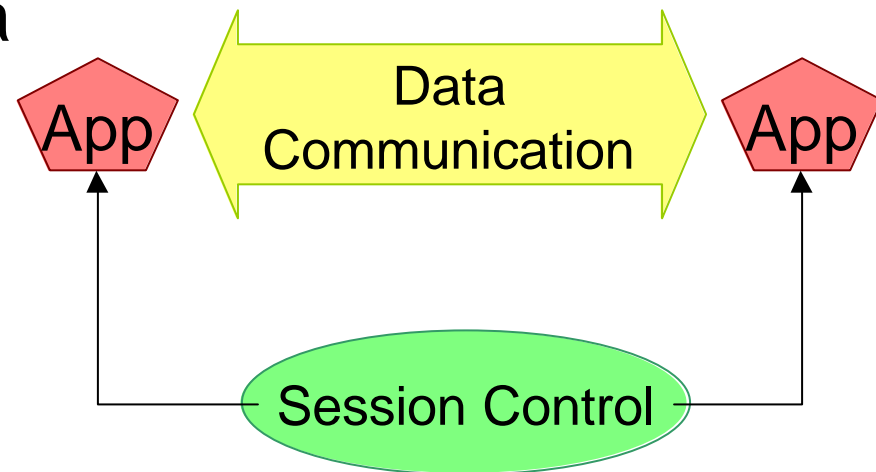 a
App
Data
Communication
App
Session Control